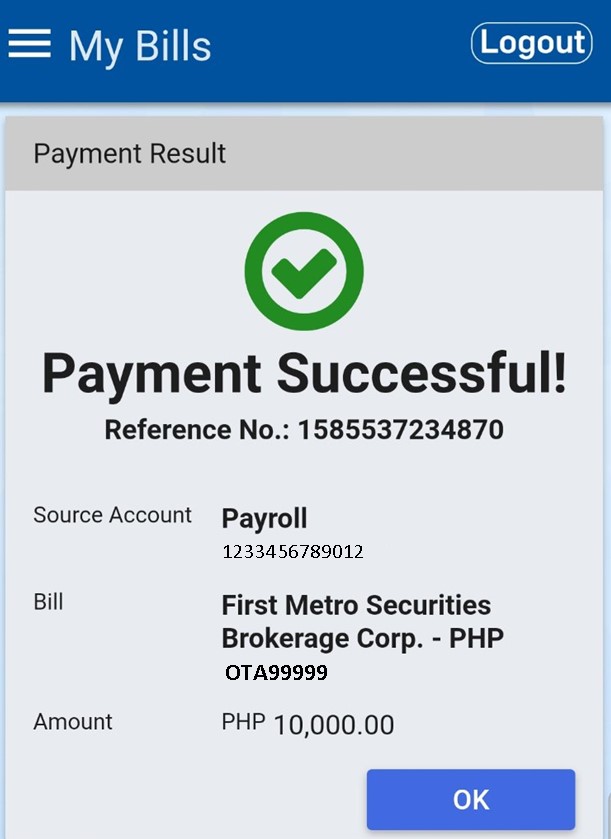 My Bills
Logout
Payment Result
Payment Successful!
Reference No.: 1585537234870
Source Account
Payroll
1233456789012
Bill
First Metro Securities
Brokerage Corp. - PHP
OTA99999
Amount
PHP 10,000.00
OK